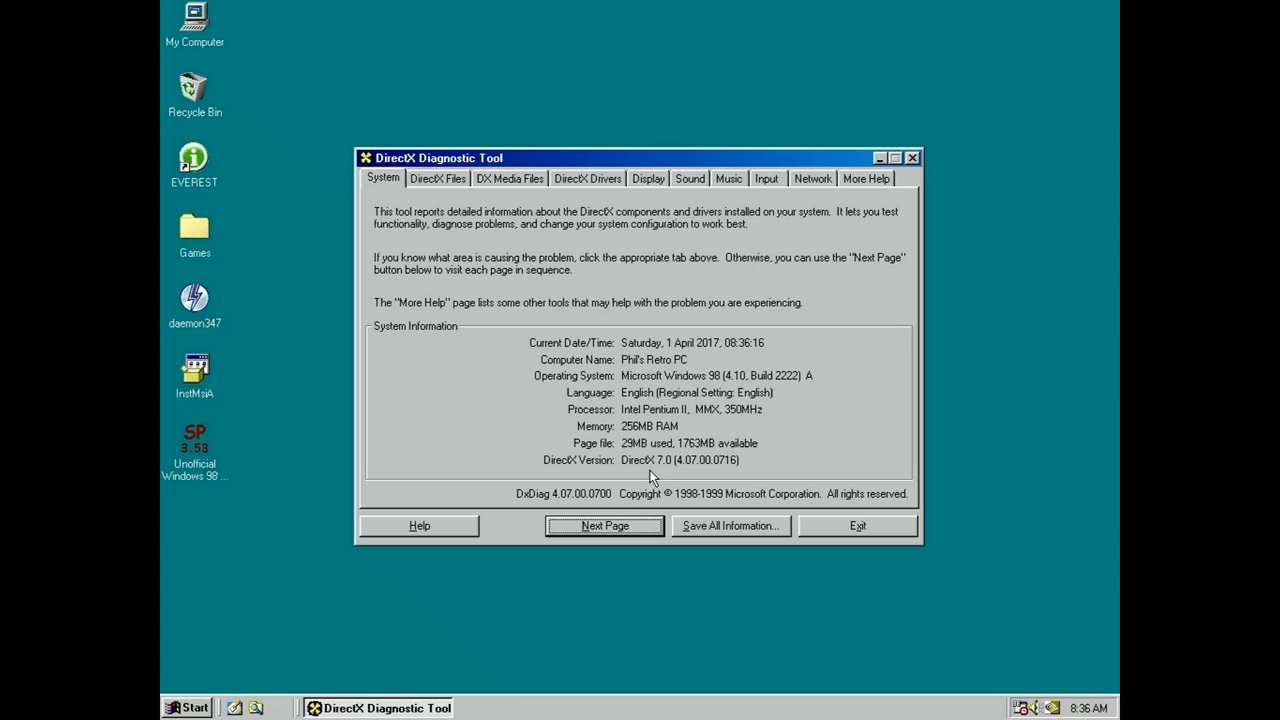 My Computer
Recycle Bin
EVEREST
Games
daemon347
InstMsiA
SP
3.53
Unofficial
Windows 98 ...
DirectX Diagnostic Tool
System DirectX Files DX Media Files DirectX Drivers Display Sound Music Input Network More Help
This tool reports detailed information about the DirectX components and drivers installed on your system. It lets you test
functionality, diagnose problems, and change your system configuration to work best.
If you know what area is causing the problem, click the appropriate tab above. Otherwise, you can use the "Next Page"
button below to visit each page in sequence.
The "More Help" page lists some other tools that may help with the problem you are experiencing.
System Information
Current Date/Time: Saturday, 1 April 2017, 08:36:16
Computer Name: Phil's Retro PC
Operating System: Microsoft Windows 98 (4.10, Build 2222) A
Language: English (Regional Setting: English)
Processor: Intel Pentium II, MMX, 350MHz
Memory: 256MB RAM
Page file: 29MB used, 1763MB available
DirectX Version: DirectX 7.0 (4.07.00.0716)
DxDiag 4.07.00.0700 Copyright © 1998-1999 Microsoft Corporation. All rights reserved.
Help Next Page Save All Information... Exit
Start DirectX Diagnostic Tool 8:36 AM